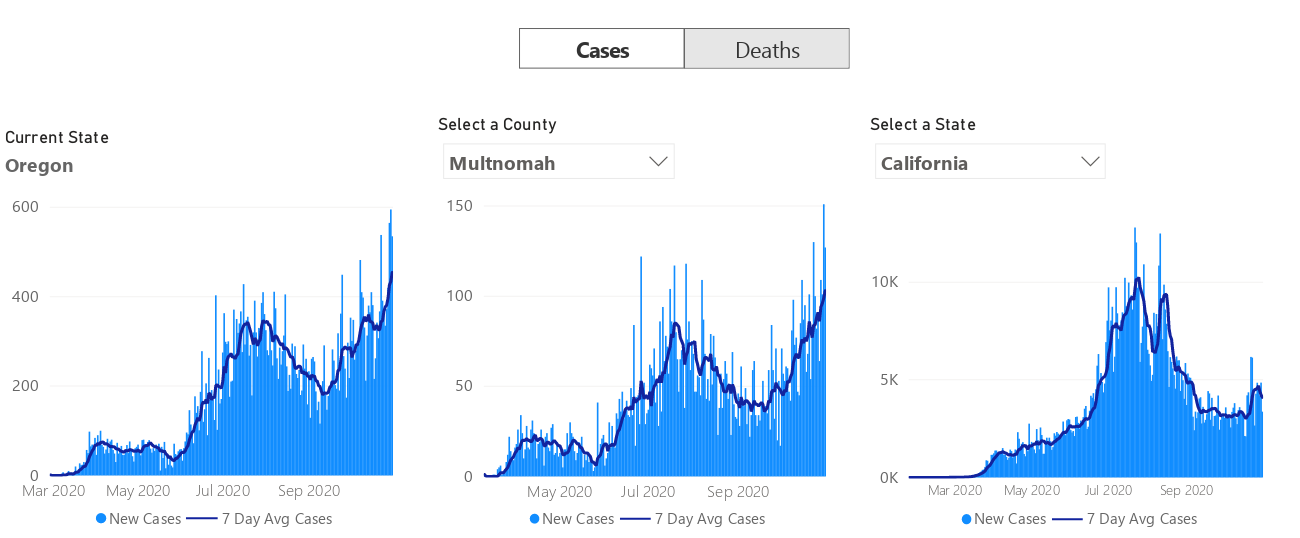 Cases Deaths
Current State
Oregon
600
400
200
0
Mar 2020 May 2020 Jul 2020 Sep 2020
New Cases 7 Day Avg Cases
Select a County
Multnomah
150
100
50
0
May 2020 Jul 2020 Sep 2020
New Cases 7 Day Avg Cases
Select a State
California
10K
5K
0K
Mar 2020 May 2020 Jul 2020 Sep 2020
New Cases 7 Day Avg Cases